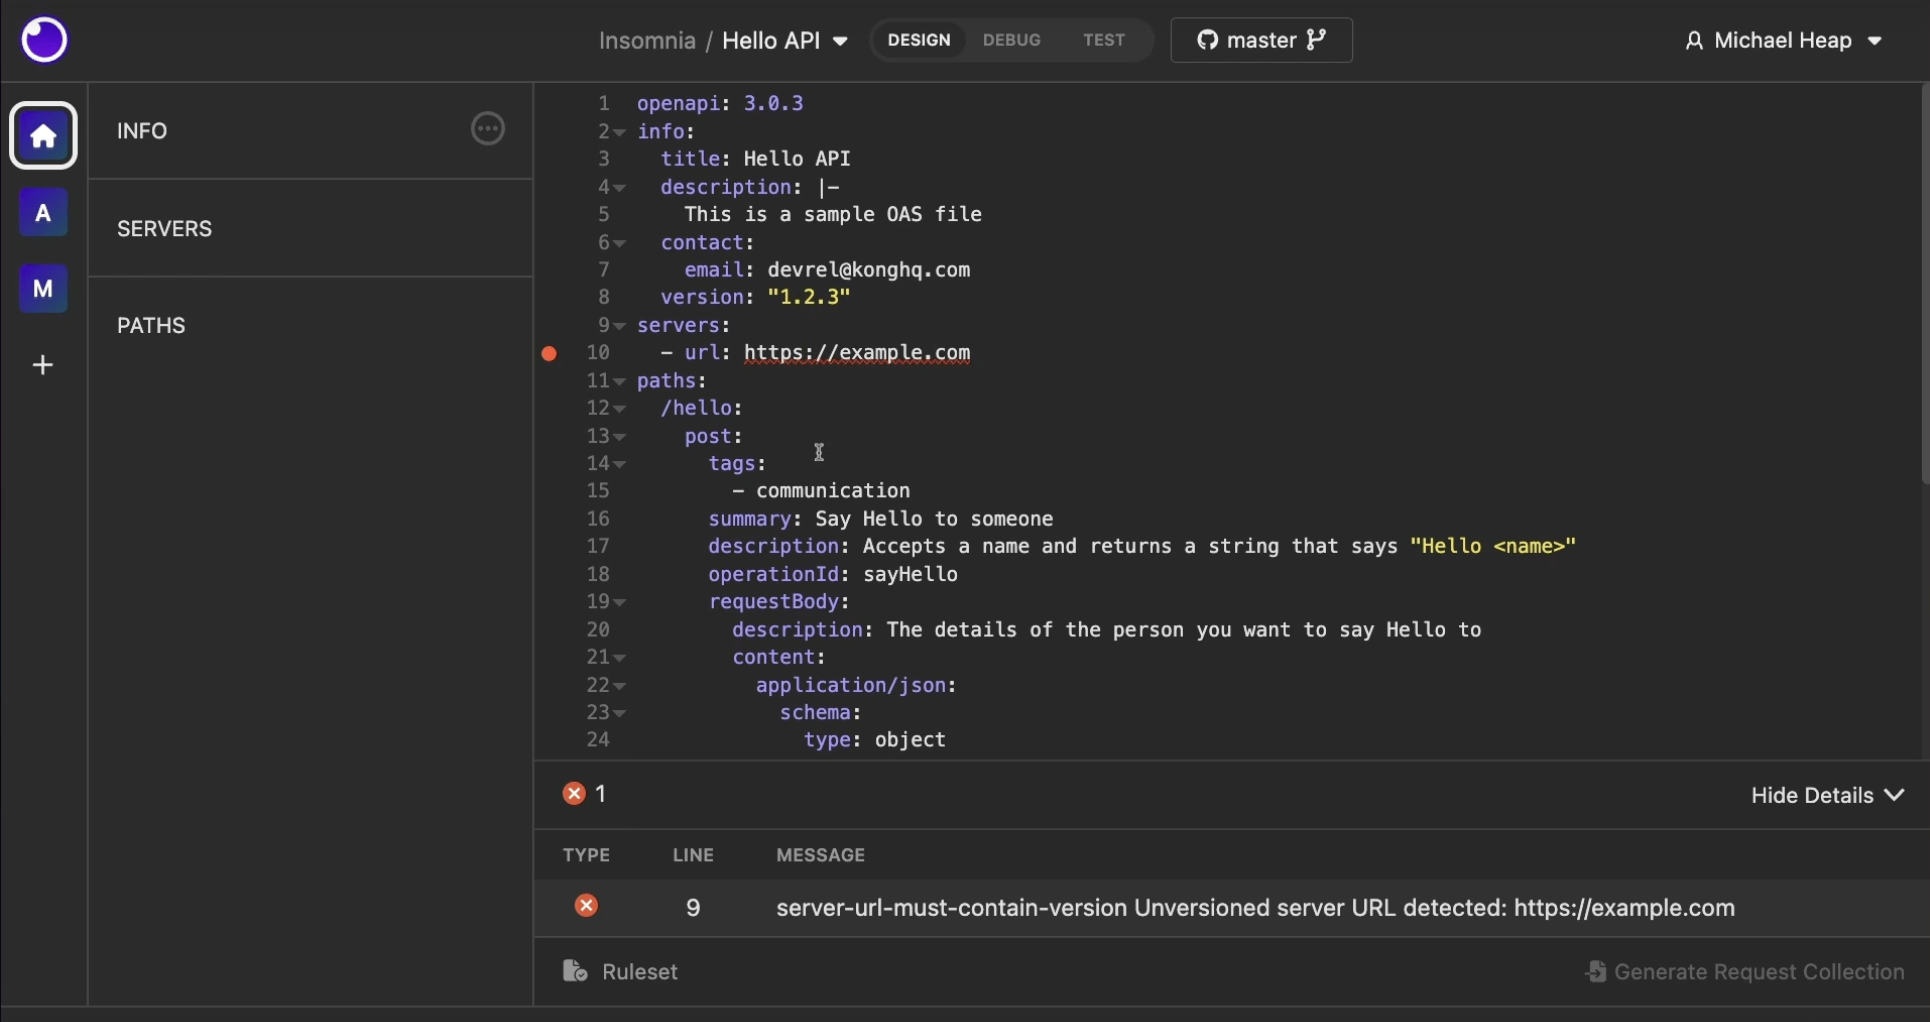 Insomnia / Hello API
DESIGN DEBUG TEST
master
Michael Heap
A
M
+
INFO
SERVERS
PATHS
1 openapi: 3.0.3
2 info:
3   title: Hello API
4   description: |-
5     This is a sample OAS file
6   contact:
7     email: devrel@konghq.com
8   version: "1.2.3"
9 servers:
10   - url: https://example.com
11 paths:
12   /hello:
13     post:
14       tags:
15         - communication
16       summary: Say Hello to someone
17       description: Accepts a name and returns a string that says "Hello <name>"
18       operationId: sayHello
19       requestBody:
20         description: The details of the person you want to say Hello to
21         content:
22           application/json:
23             schema:
24               type: object
1
Hide Details
TYPE LINE MESSAGE
9 server-url-must-contain-version Unversioned server URL detected: https://example.com
Ruleset
Generate Request Collection